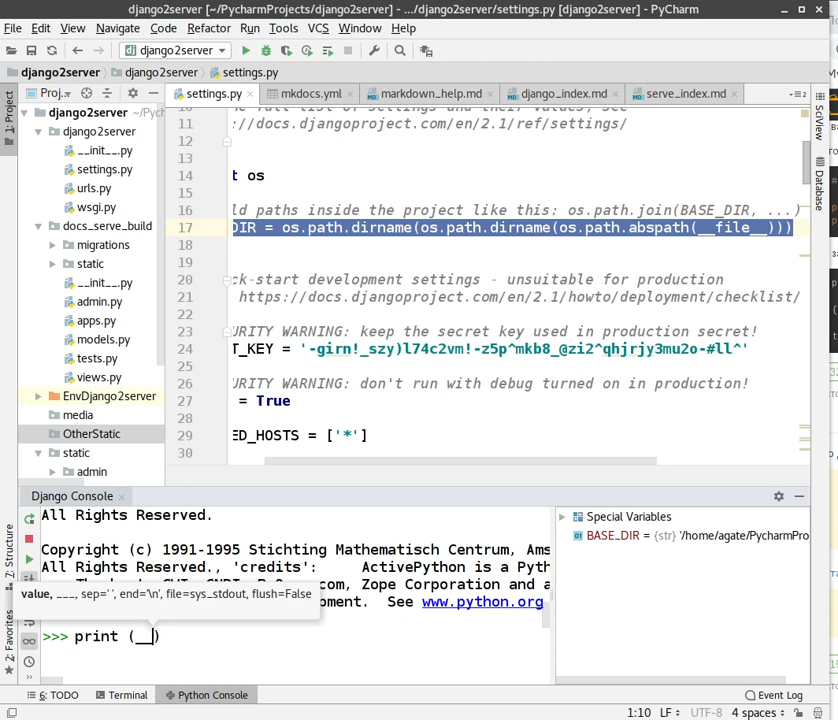 django2server [~/PycharmProjects/django2server] - .../django2server/settings.py [django2server] - PyCharm
File Edit View Navigate Code Refactor Run Tools VCS Window Help
django2server
django2server django2server settings.py
1: Project
Proj..
settings.py mkdocs.yml markdown_help.md django_index.md serve_index.md
django2server ~/Pych
django2server
__init__.py
settings.py
urls.py
wsgi.py
docs_serve_build
migrations
static
__init__.py
admin.py
apps.py
models.py
tests.py
views.py
EnvDjango2server
media
OtherStatic
static
admin
11 ://docs.djangoproject.com/en/2.1/ref/settings/
12
13
14 t os
15
16 ld paths inside the project like this: os.path.join(BASE_DIR, ...)
17 DIR = os.path.dirname(os.path.dirname(os.path.abspath(__file__)))
18
19
20 ck-start development settings - unsuitable for production
21 https://docs.djangoproject.com/en/2.1/howto/deployment/checklist/
22
23 URITY WARNING: keep the secret key used in production secret!
24 T_KEY = '-girn!_szy)l74c2vm!-z5p^mkb8_@zi2^qhjrjy3mu2o-#ll^'
25
26 URITY WARNING: don't run with debug turned on in production!
27 = True
28
29 ED_HOSTS = ['*']
30
SciView
Database
Django Console
All Rights Reserved.
Copyright (c) 1991-1995 Stichting Mathematisch Centrum, Ams
All Rights Reserved., 'credits': ActivePython is a Pyth
.com, Zope Corporation and a
value, ..., sep=' ', end='\n', file=sys_stdout, flush=False
pment. See www.python.org
>>> print (__)
Special Variables
BASE_DIR = {str} '/home/agate/PycharmPro
7: Structure
2: Favorites
6: TODO Terminal Python Console Event Log
1:10 LF UTF-8 4 spaces